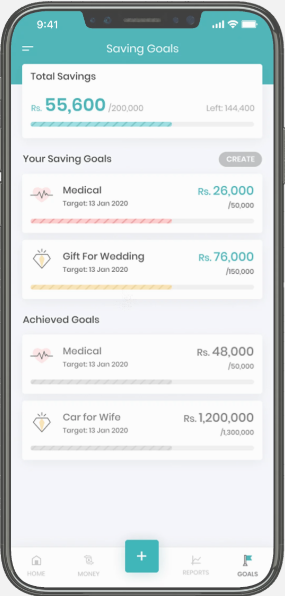 9:41
Saving Goals
Total Savings
Rs. 55,600 /200,000 Left: 144,400
Your Saving Goals CREATE
Medical Rs. 26,000
Target: 13 Jan 2020 /50,000
Gift For Wedding Rs. 76,000
Target: 13 Jan 2020 /150,000
Achieved Goals
Medical Rs. 48,000
Target: 13 Jan 2020 /50,000
Car for Wife Rs. 1,200,000
Target: 13 Jan 2020 /1,300,000
+
HOME MONEY REPORTS GOALS